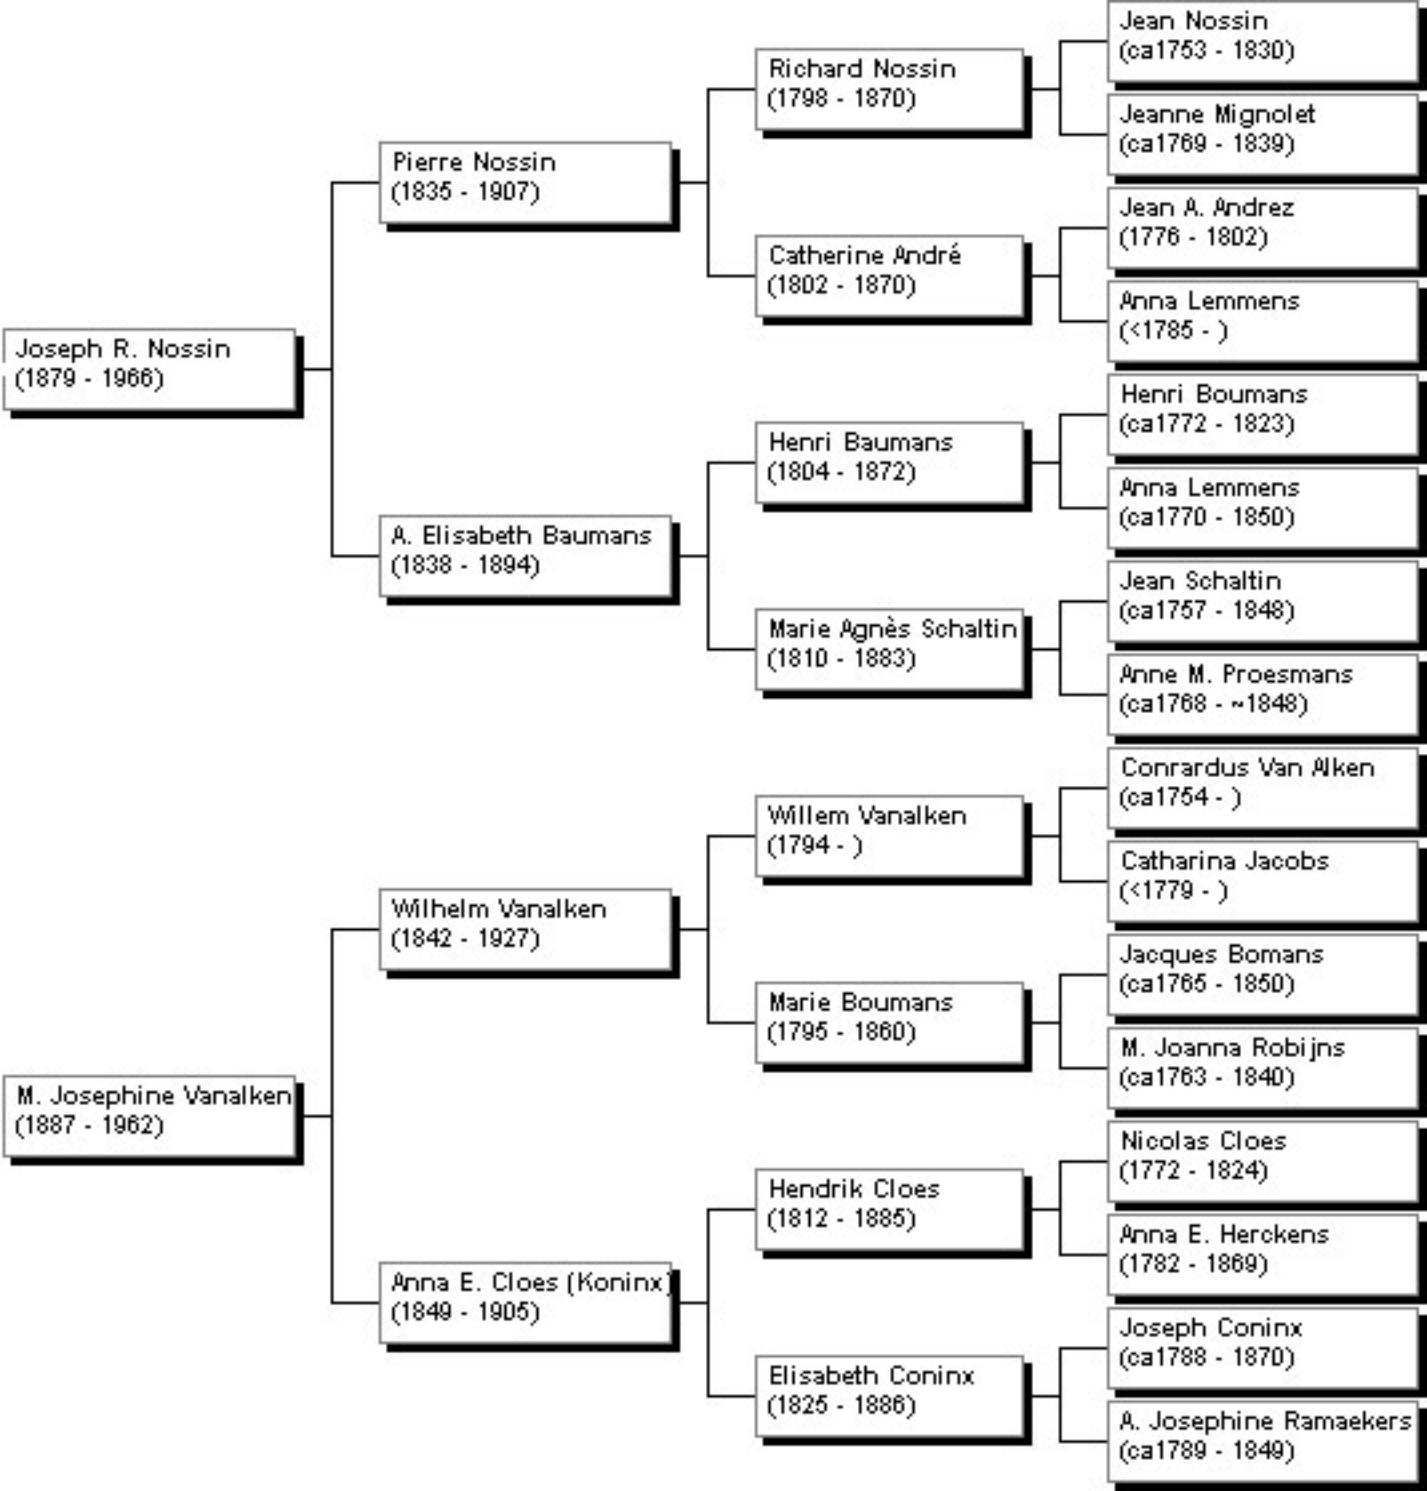 Jean Nossin
(ca1753 - 1830)
Richard Nossin
(1798 - 1870)
Jeanne Mignolet
(ca1769 - 1839)
Pierre Nossin
(1835 - 1907)
Jean A. Andrez
(1776 - 1802)
Catherine André
(1802 - 1870)
Anna Lemmens
(<1785 - )
Joseph R. Nossin
(1879 - 1966)
Henri Boumans
(ca1772 - 1823)
Henri Baumans
(1804 - 1872)
Anna Lemmens
(ca1770 - 1850)
A. Elisabeth Baumans
(1838 - 1894)
Jean Schaltin
(ca1757 - 1848)
Marie Agnès Schaltin
(1810 - 1883)
Anne M. Proesmans
(ca1768 - ~1848)
Conrardus Van Alken
(ca1754 - )
Willem Vanalken
(1794 - )
Catharina Jacobs
(<1779 - )
Wilhelm Vanalken
(1842 - 1927)
Jacques Bomans
(ca1765 - 1850)
Marie Boumans
(1795 - 1860)
M. Joanna Robijns
(ca1763 - 1840)
M. Josephine Vanalken
(1887 - 1962)
Nicolas Cloes
(1772 - 1824)
Hendrik Cloes
(1812 - 1885)
Anna E. Herckens
(1782 - 1869)
Anna E. Cloes (Koninx)
(1849 - 1905)
Joseph Coninx
(ca1788 - 1870)
Elisabeth Coninx
(1825 - 1886)
A. Josephine Ramaekers
(ca1789 - 1849)